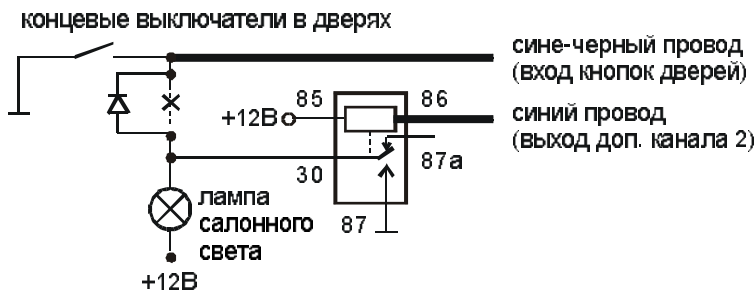 концевые выключатели в дверях
сине-черный провод
(вход кнопок дверей)
85
86
+12В
синий провод
(выход доп. канала 2)
30
87а
лампа
салонного
света
87
+12В